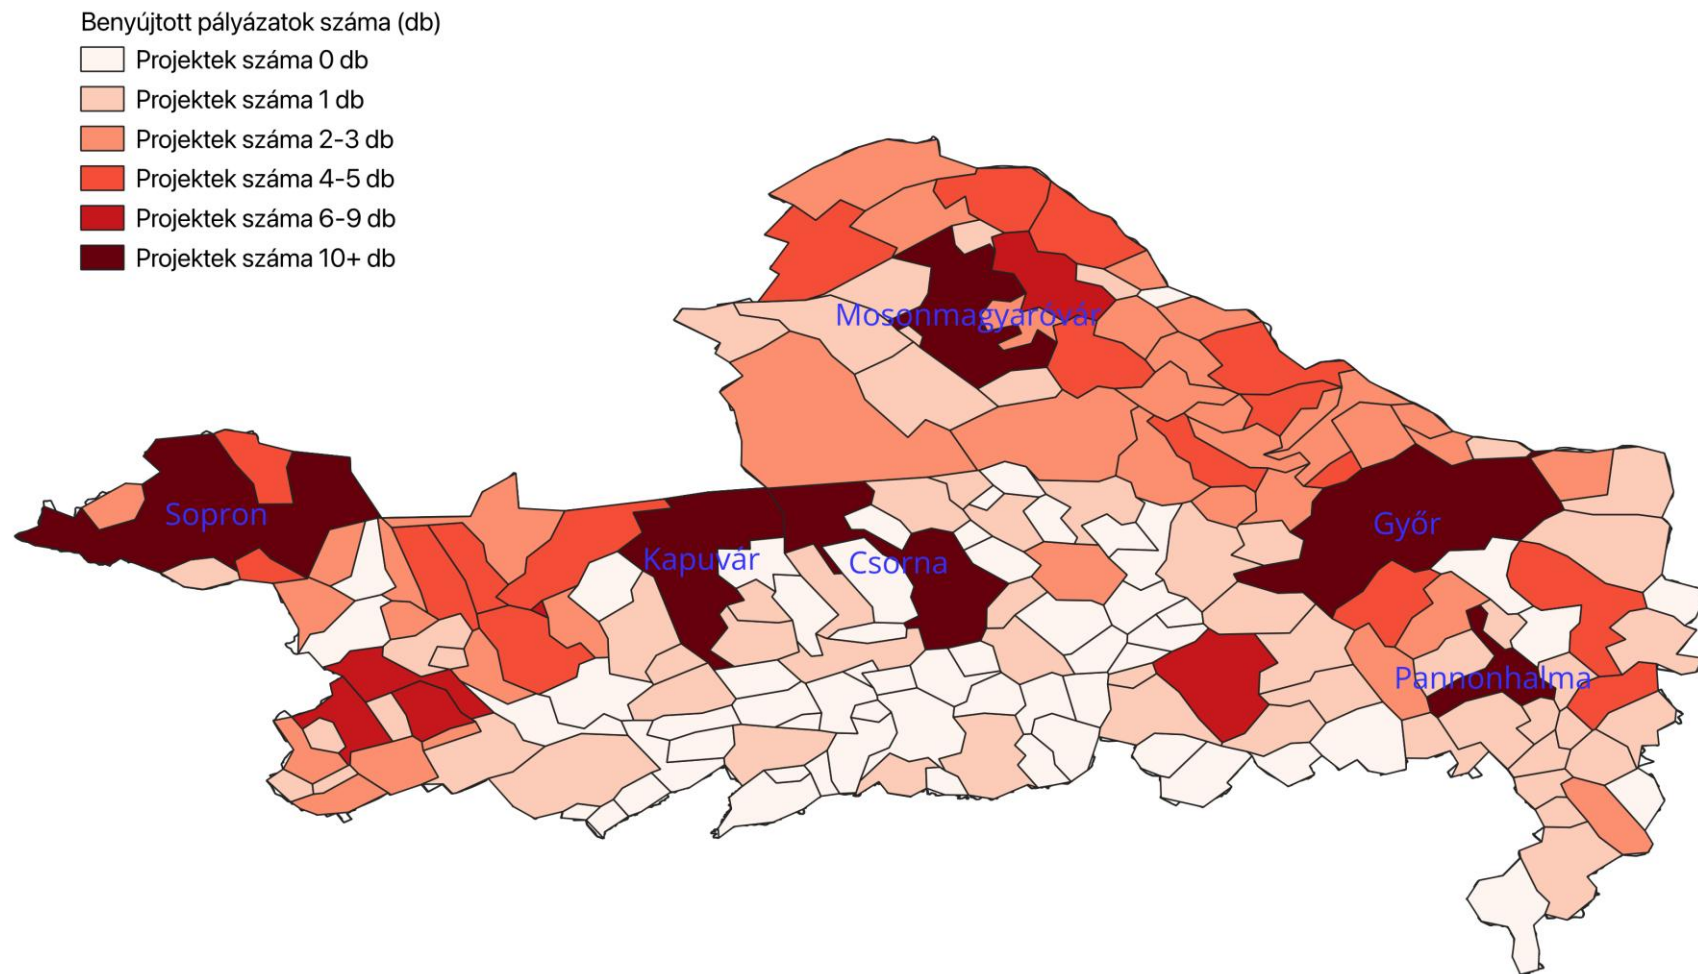 Benyújtott pályázatok száma (db)
Projektek száma 0 db
Projektek száma 1 db
Projektek száma 2-3 db
Projektek száma 4-5 db
Projektek száma 6-9 db
Projektek száma 10+ db
Mosonmagyaróvár
Sopron
Győr
Kapuvár
Csorna
Pannonhalma